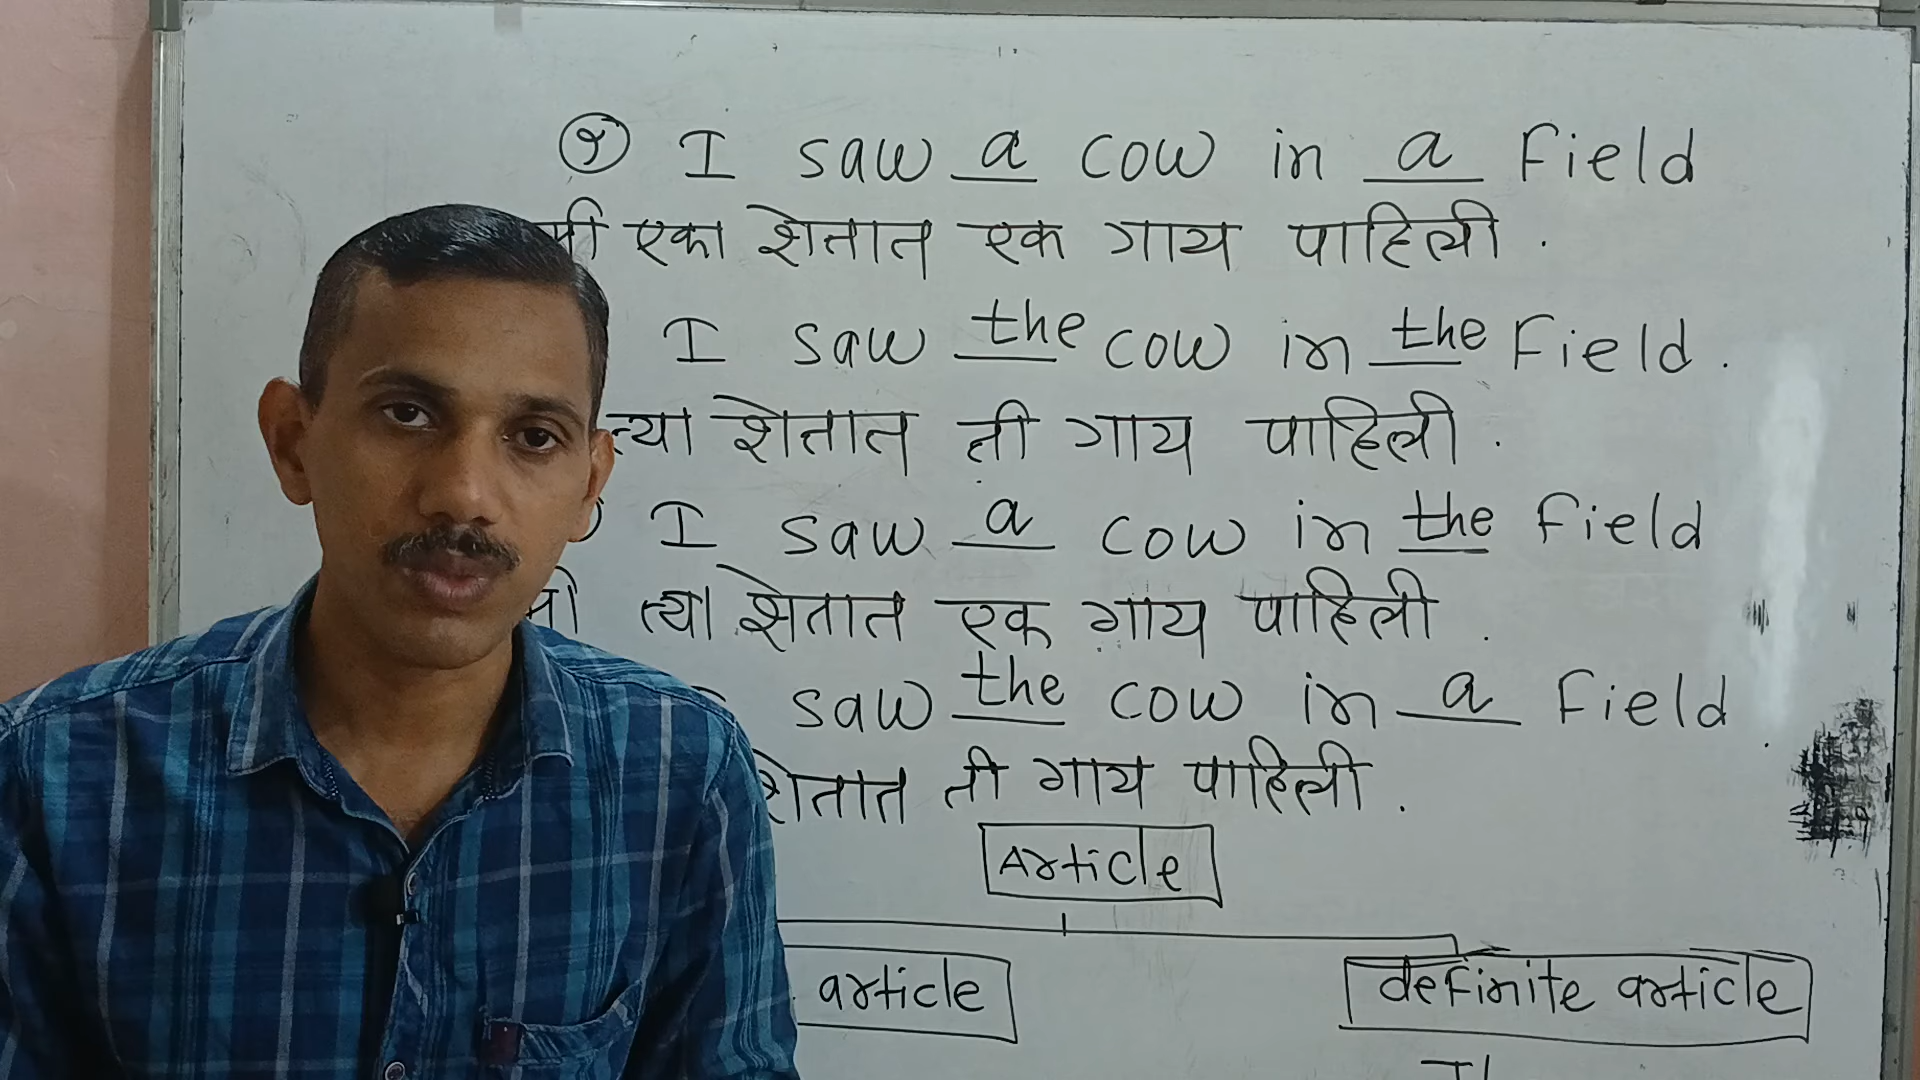 १ I saw a cow in a field
मी एका शेतात एक गाय पाहिली .
I saw the cow in the field .
त्या शेतात ती गाय पाहिली .
I saw a cow in the field
मी त्या शेतात एक गाय पाहिली .
saw the cow in a field .
शेतात ती गाय पाहिली .
Article
article
definite article